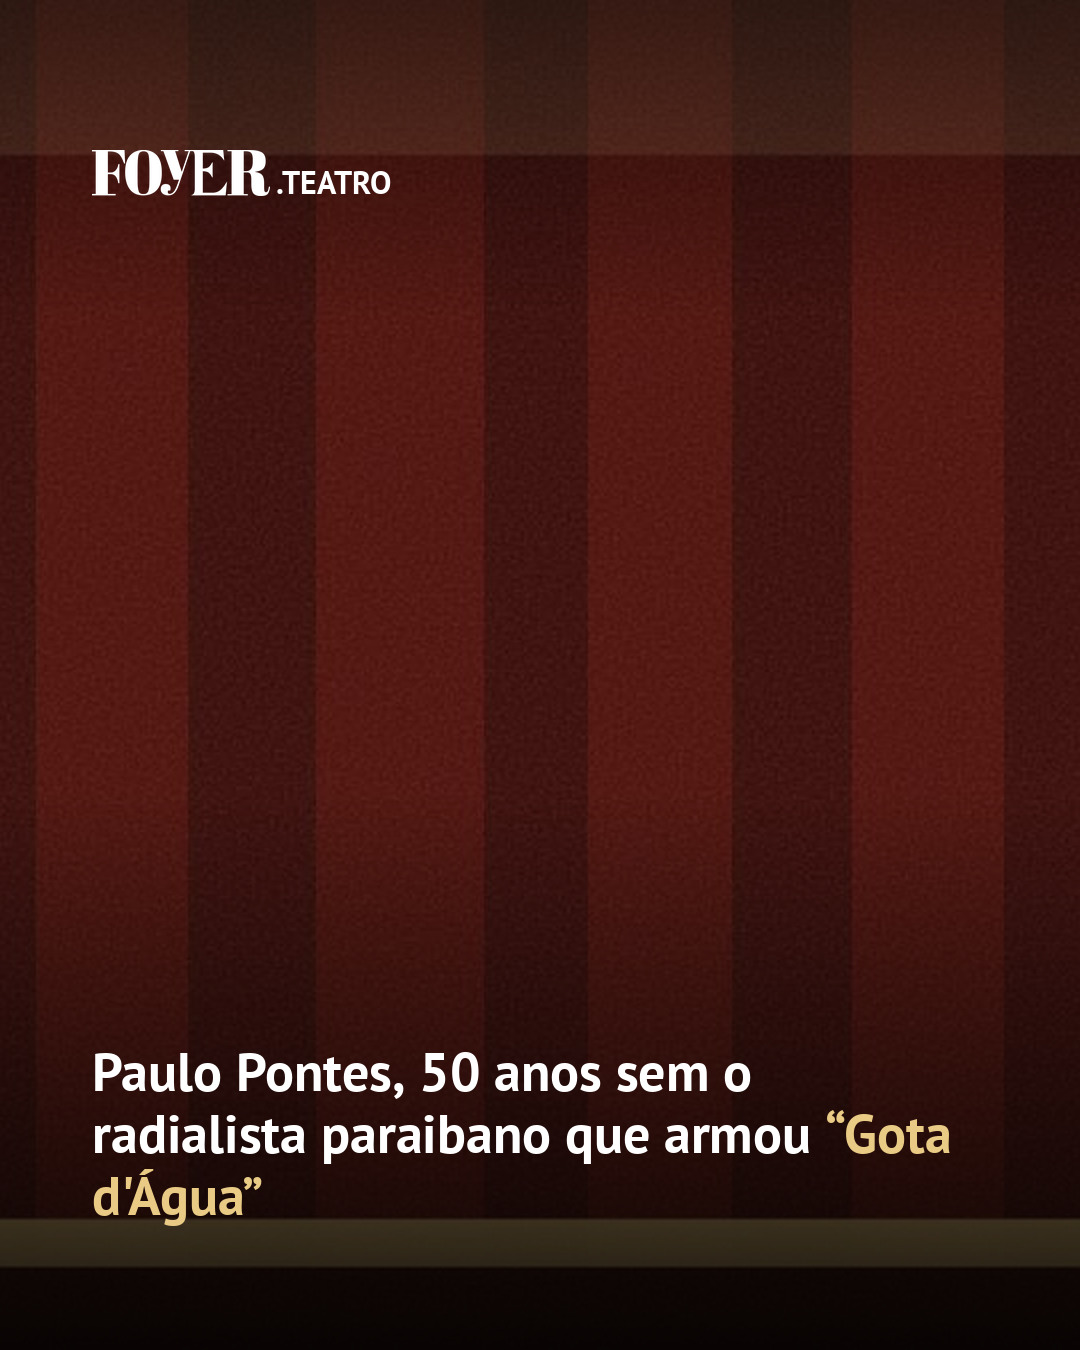 FOYER.TEATRO
Paulo Pontes, 50 anos sem o
radialista paraibano que armou “Gota
d'Água”